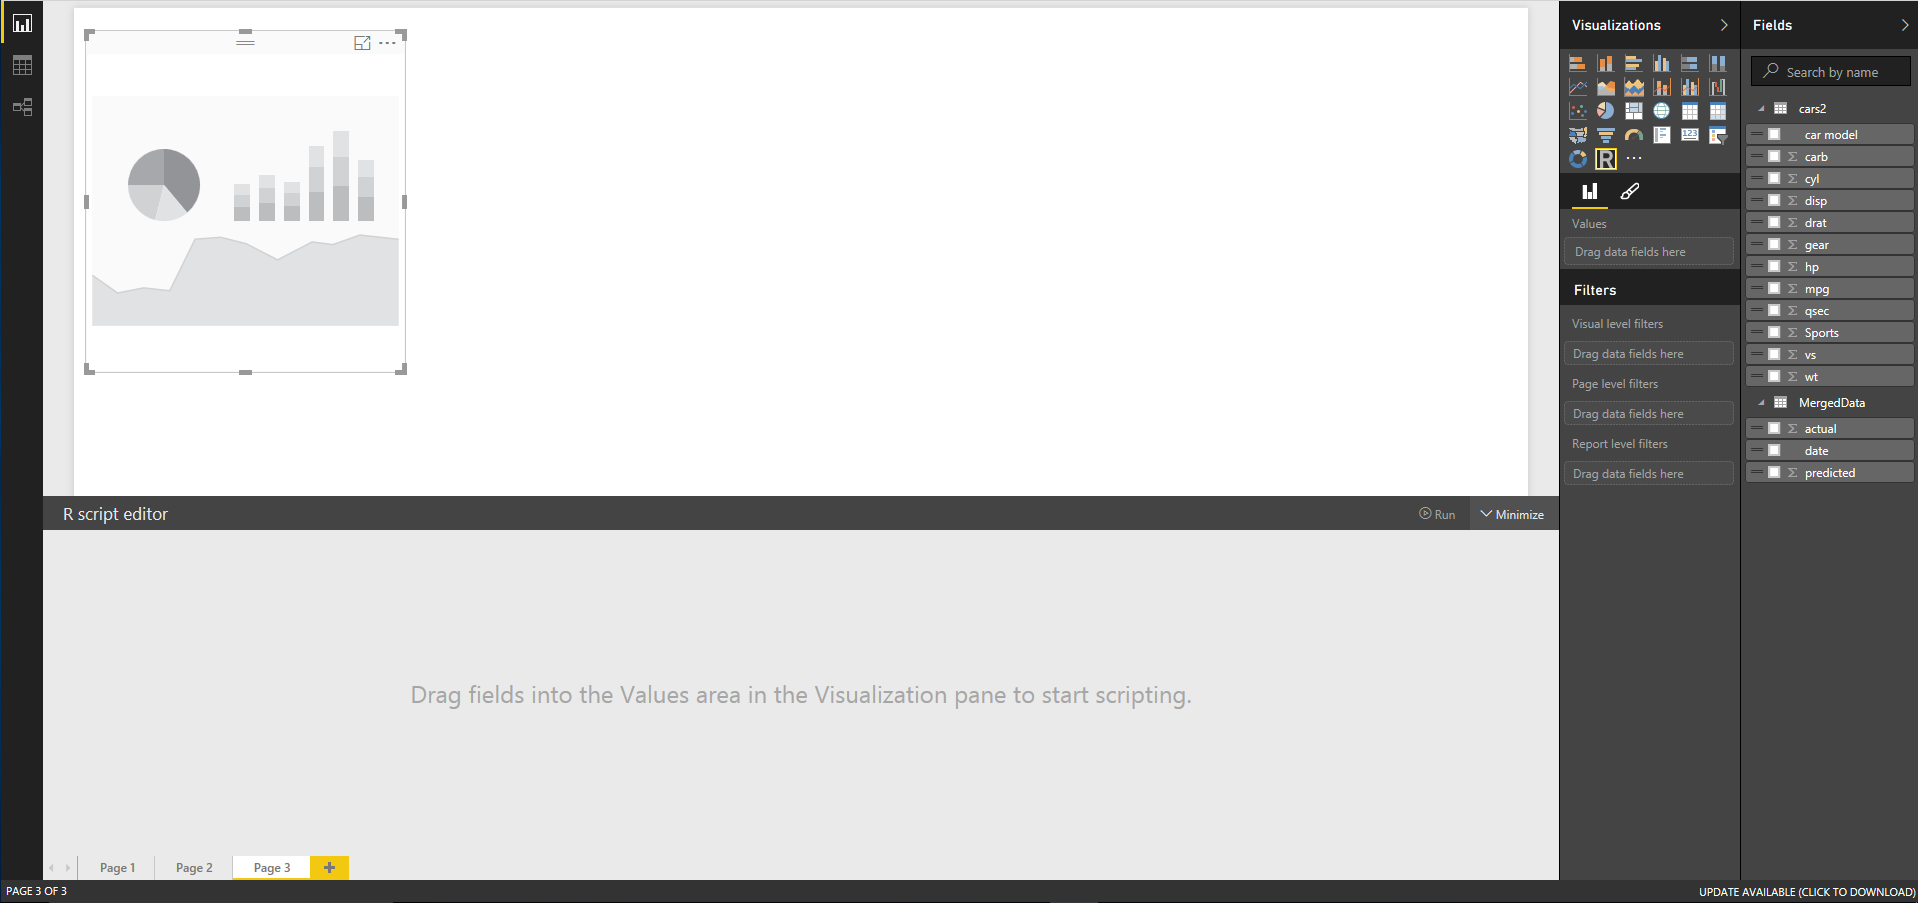 Visualizations
R
123
Values
Drag data fields here
Filters
Visual level filters
Drag data fields here
Page level filters
Drag data fields here
Report level filters
Drag data fields here
Fields
Search by name
cars2
car model
Σ carb
Σ cyl
Σ disp
Σ drat
Σ gear
Σ hp
Σ mpg
Σ qsec
Σ Sports
Σ vs
Σ wt
MergedData
Σ actual
date
Σ predicted
R script editor
Run
Minimize
Drag fields into the Values area in the Visualization pane to start scripting.
Page 1
Page 2
Page 3
+
PAGE 3 OF 3
UPDATE AVAILABLE (CLICK TO DOWNLOAD)